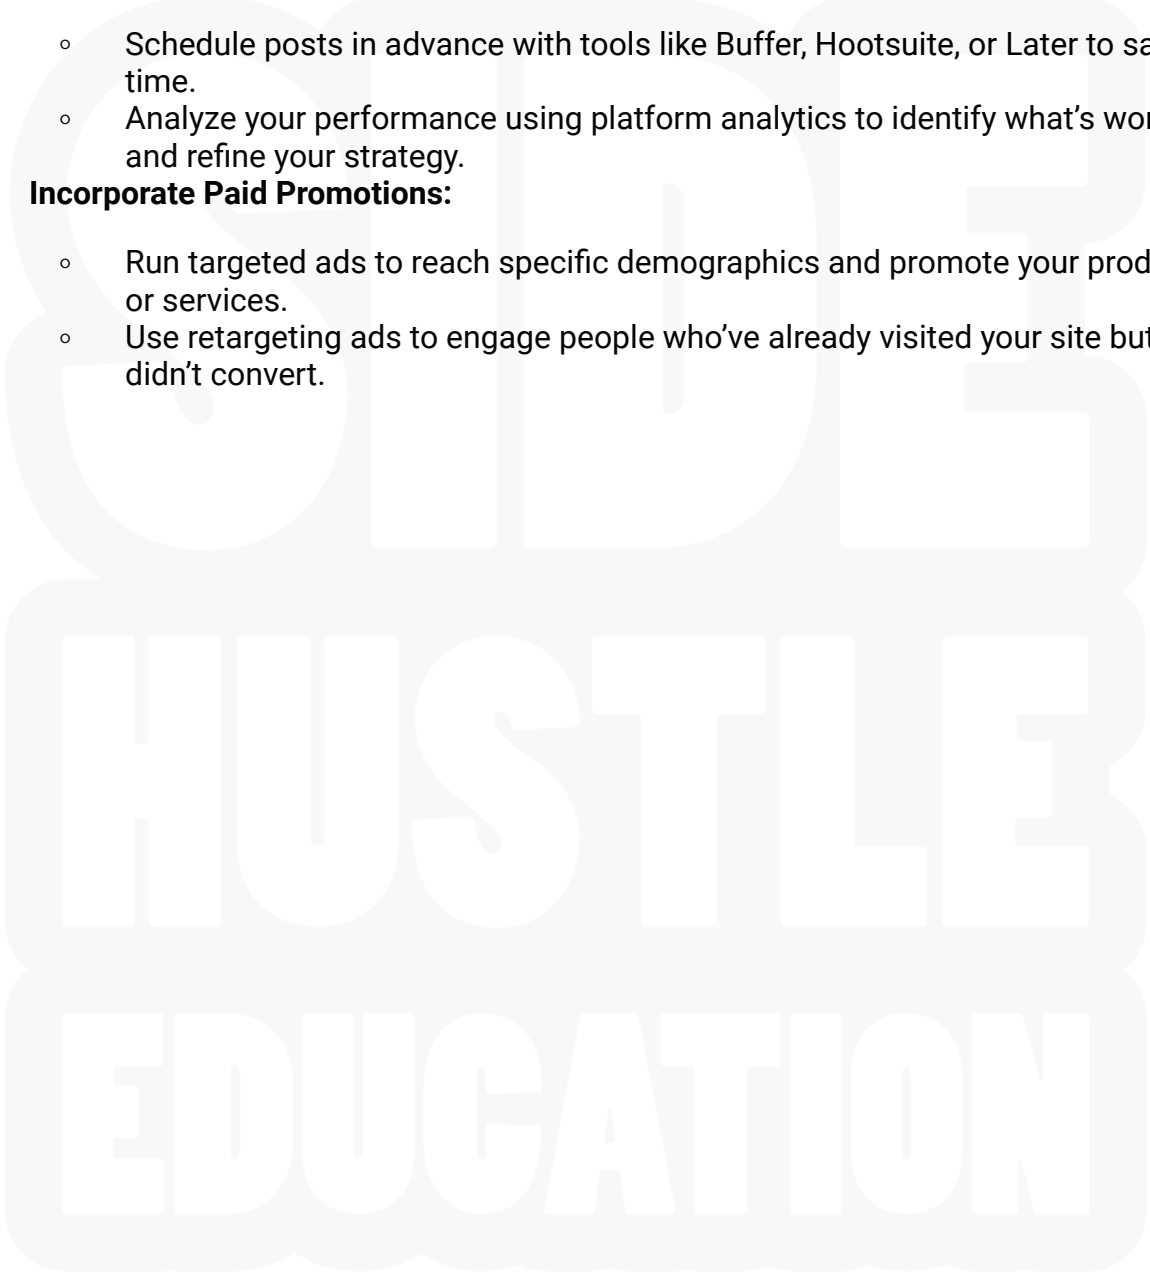 ◦ Schedule posts in advance with tools like Buffer, Hootsuite, or Later to
time.
◦ Analyze your performance using platform analytics to identify what’s
and refine your strategy.
Incorporate Paid Promotions:
◦ Run targeted ads to reach specific demographics and promote your
or services.
◦ Use retargeting ads to engage people who’ve already visited your site but
didn’t convert.
SIDE
HUSTLE
EDUCATION